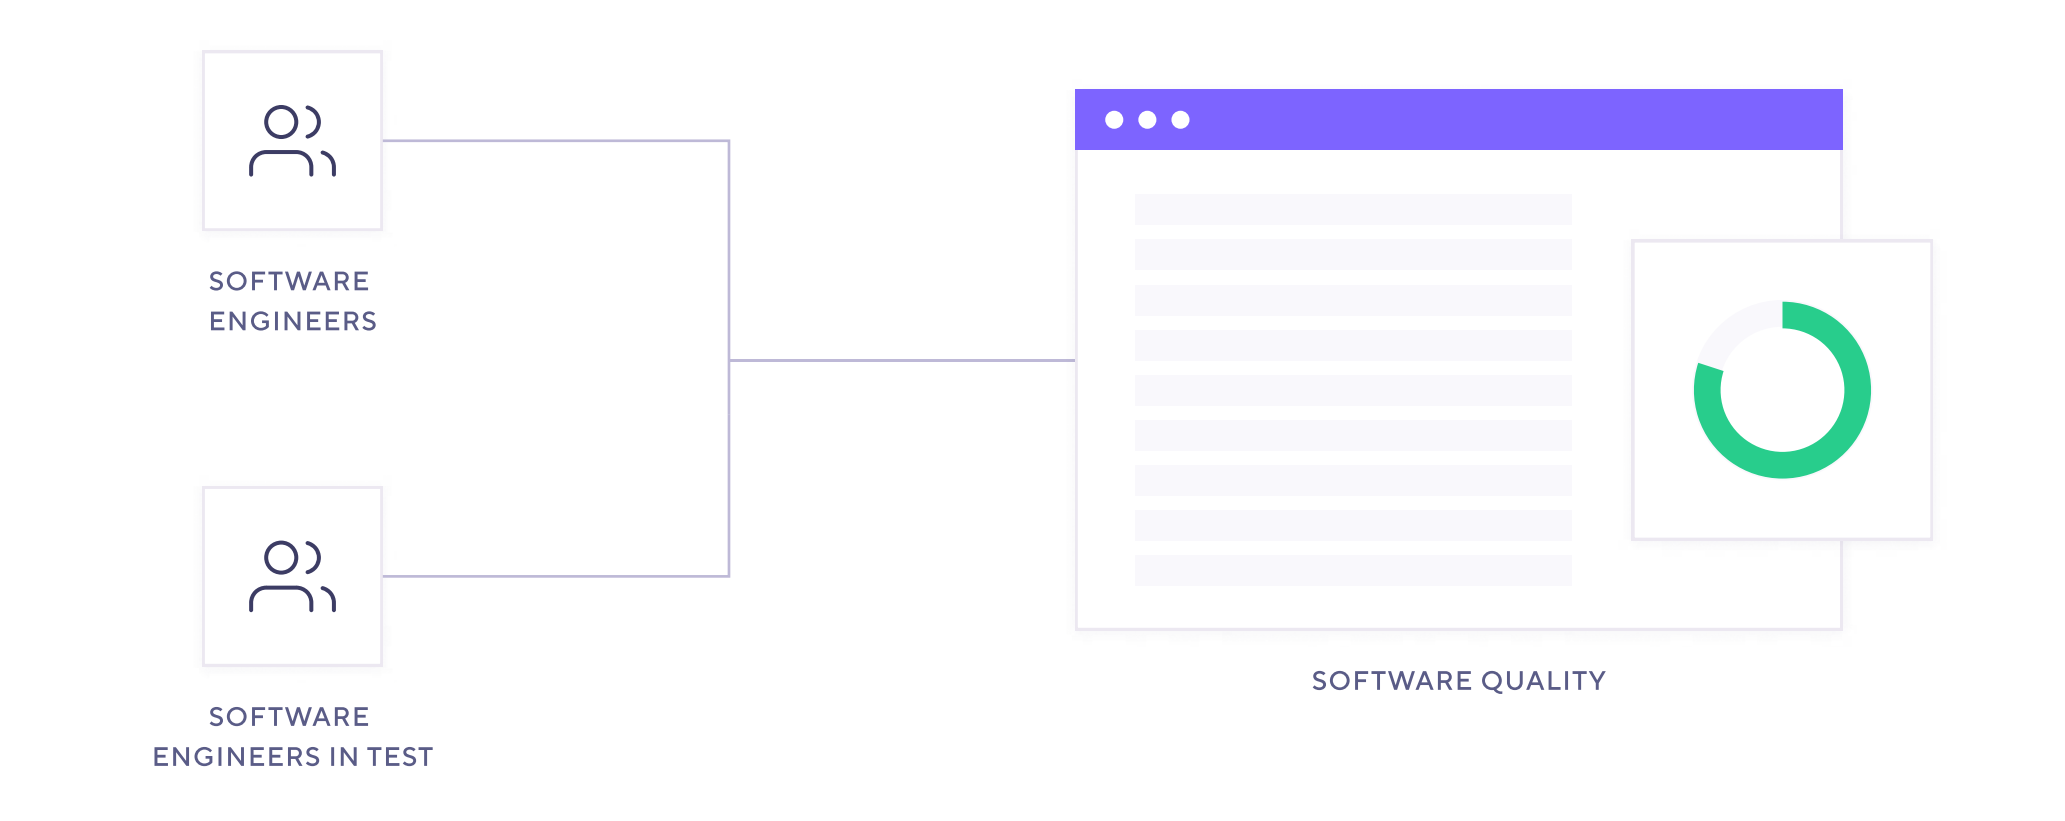 SOFTWARE
ENGINEERS
SOFTWARE
ENGINEERS IN TEST
SOFTWARE QUALITY